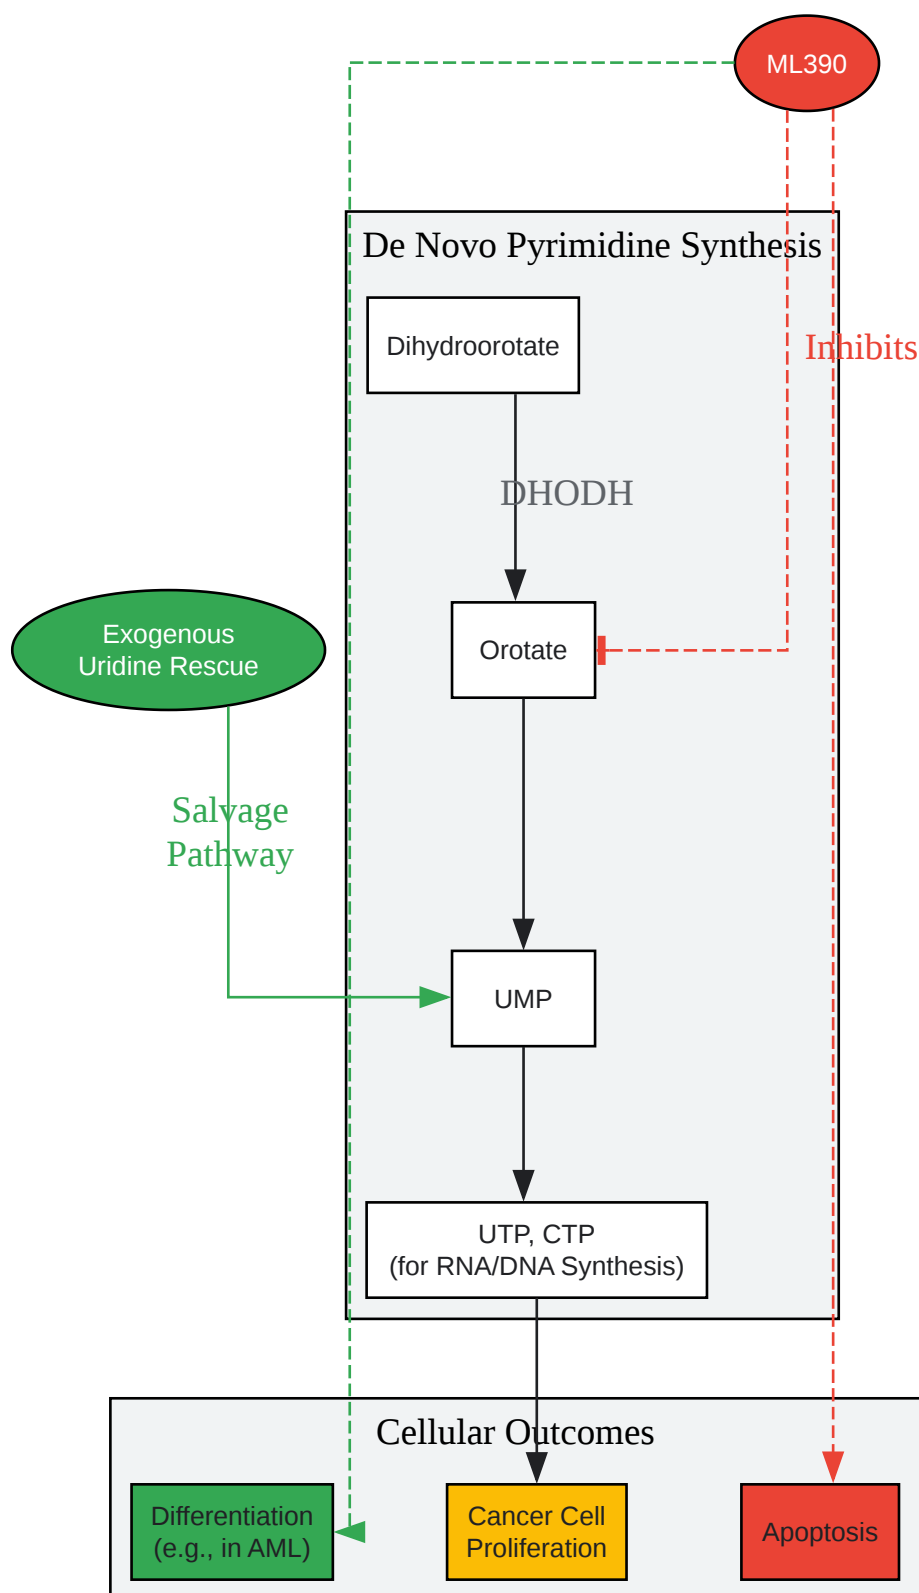 ML390
De Novo Pyrimidine Synthesis
Dihydroorotate
Inhibits
DHODH
Exogenous
Uridine Rescue
Orotate
Salvage
Pathway
UMP
UTP, CTP
(for RNA/DNA Synthesis)
Cellular Outcomes
Differentiation
(e.g., in AML)
Cancer Cell
Proliferation
Apoptosis